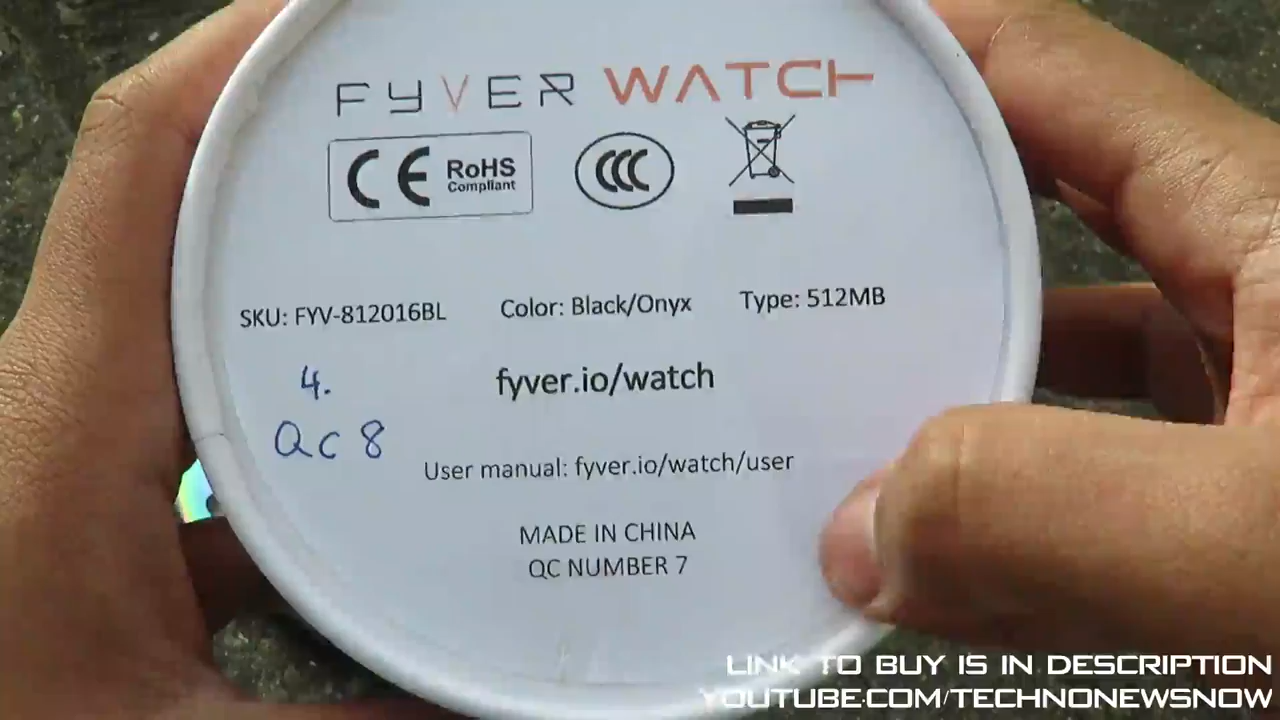 FYVER WATCH
CE RoHS
Compliant
CCC
SKU: FYV-812016BL Color: Black/Onyx Type: 512MB
4.
fyver.io/watch
QC 8
User manual: fyver.io/watch/user
MADE IN CHINA
QC NUMBER 7
LINK TO BUY IS IN DESCRIPTION
YOUTUBE.COM/TECHNONEWSNOW